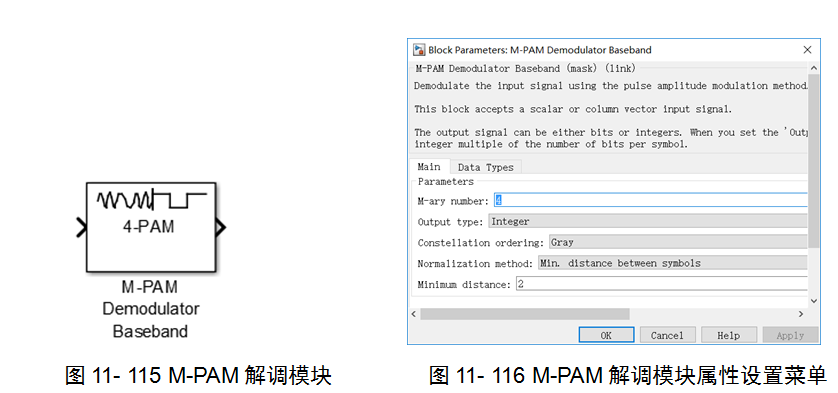 4-PAM
M-PAM
Demodulator
Baseband
图 11- 115 M-PAM 解调模块
Block Parameters: M-PAM Demodulator Baseband
M-PAM Demodulator Baseband (mask) (link)
Demodulate the input signal using the pulse amplitude modulation method.
This block accepts a scalar or column vector input signal.
The output signal can be either bits or integers. When you set the 'Outp
integer multiple of the number of bits per symbol.
Main Data Types
Parameters
M-ary number: 4
Output type: Integer
Constellation ordering: Gray
Normalization method: Min. distance between symbols
Minimum distance: 2
OK Cancel Help Apply
图 11- 116 M-PAM 解调模块属性设置菜单